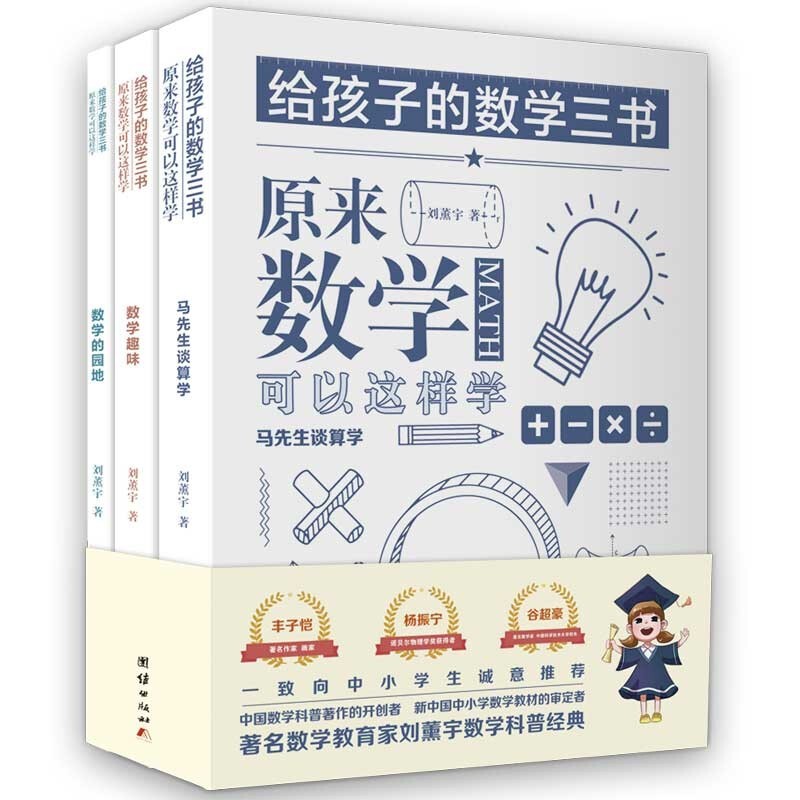 给孩子的数学三书
原来数学可以这样学
数学的园地
刘薰宇 著
给孩子的数学三书
原来数学可以这样学
数学趣味
刘薰宇 著
给孩子的数学三书
原来数学可以这样学
马先生谈算学
刘薰宇 著
团结出版社
给孩子的数学三书
原来
刘薰宇 著
r
数学
MATH
可以这样学
马先生谈算学
丰子恺
著名作家 画家
杨振宁
诺贝尔物理学奖获得者
谷超豪
一致向中小学生诚意推荐
中国数学科普著作的开创者 新中国中小学数学教材的审定者
著名数学教育家刘薰宇数学科普经典